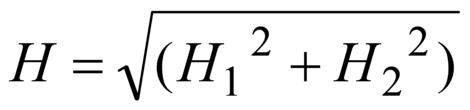 H = √(H₁² + H₂²)